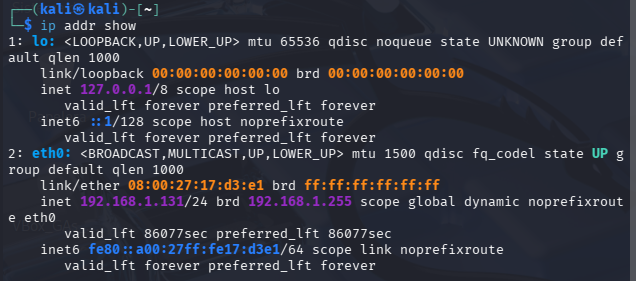 ┌──(kali㉿kali)-[~]
└─$ ip addr show
1: lo: <LOOPBACK,UP,LOWER_UP> mtu 65536 qdisc noqueue state UNKNOWN group def
ault qlen 1000
    link/loopback 00:00:00:00:00:00 brd 00:00:00:00:00:00
    inet 127.0.0.1/8 scope host lo
       valid_lft forever preferred_lft forever
    inet6 ::1/128 scope host noprefixroute
       valid_lft forever preferred_lft forever
2: eth0: <BROADCAST,MULTICAST,UP,LOWER_UP> mtu 1500 qdisc fq_codel state UP g
roup default qlen 1000
    link/ether 08:00:27:17:d3:e1 brd ff:ff:ff:ff:ff:ff
    inet 192.168.1.131/24 brd 192.168.1.255 scope global dynamic noprefixrout
e eth0
       valid_lft 86077sec preferred_lft 86077sec
    inet6 fe80::a00:27ff:fe17:d3e1/64 scope link noprefixroute
       valid_lft forever preferred_lft forever